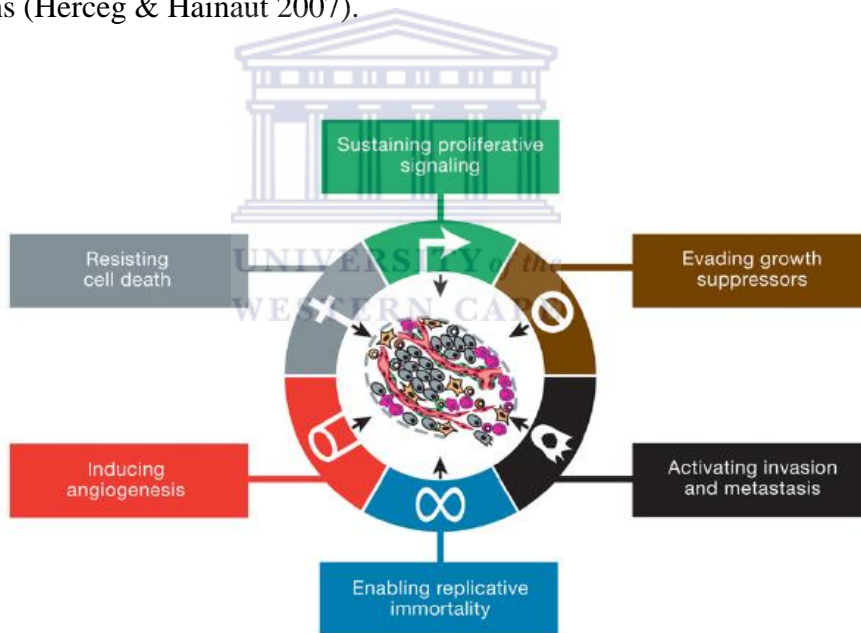 ns (Herceg & Hainaut 2007).
Sustaining proliferative
signaling
Resisting
cell death
Evading growth
suppressors
UNIVERSITY of the
WESTERN CAPE
Inducing
angiogenesis
Activating invasion
and metastasis
Enabling replicative
immortality